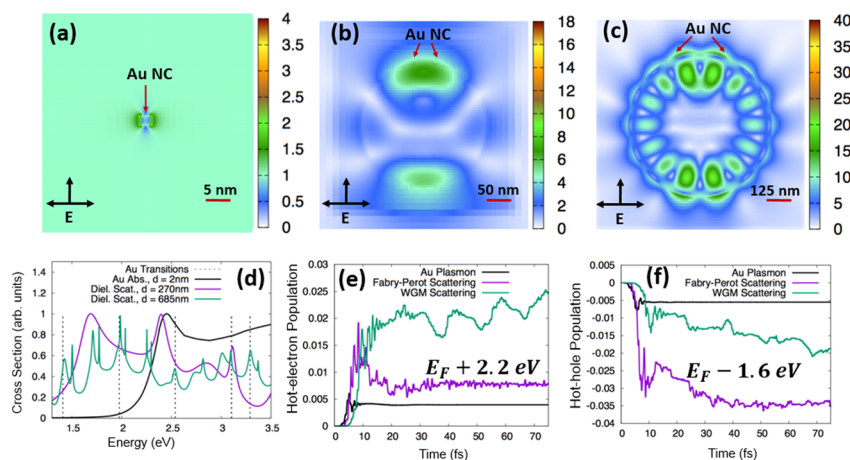 (a)
Au NC
E
5 nm
4
3.5
3
2.5
2
1.5
1
0.5
0
(b)
Au NC
E
50 nm
18
16
14
12
10
8
6
4
2
0
(c)
Au NC
E
125 nm
40
35
30
25
20
15
10
5
0
(d)
Au Transitions
Au Abs., d = 2nm
Diel. Scat., d = 270nm
Diel. Scat., d = 685nm
Cross Section (arb. units)
1.4
1.2
1
0.8
0.6
0.4
0.2
0
1.5 2 2.5 3 3.5
Energy (eV)
(e)
Au Plasmon
Fabry-Perot Scattering
WGM Scattering
E_F + 2.2 eV
Hot-electron Population
0.03
0.025
0.02
0.015
0.01
0.005
0
0 10 20 30 40 50 60 70
Time (fs)
(f)
Au Plasmon
Fabry-Perot Scattering
WGM Scattering
E_F − 1.6 eV
Hot-hole Population
0
-0.005
-0.01
-0.015
-0.02
-0.025
-0.03
-0.035
-0.04
0 10 20 30 40 50 60 70
Time (fs)